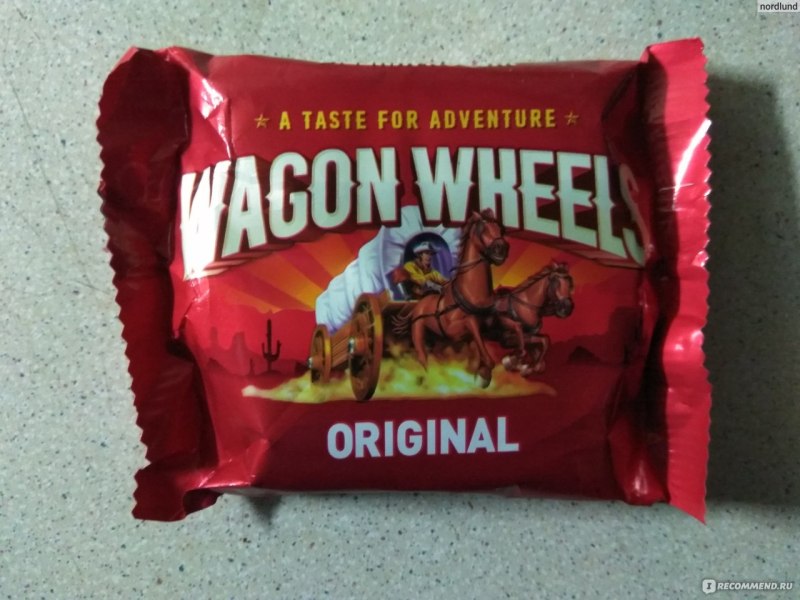 nordlund
A TASTE FOR ADVENTURE
WAGON WHEELS
ORIGINAL
I RECOMMEND.RU